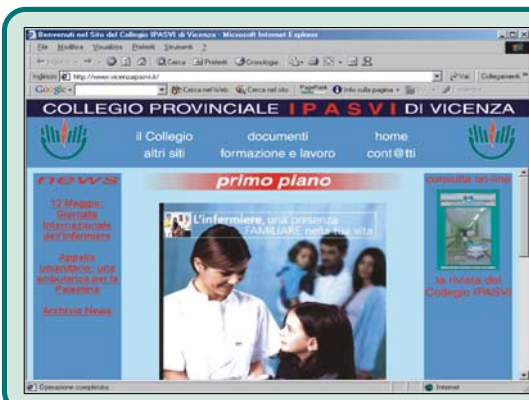 Benvenuti nel Sito del Collegio IPASVI di Vicenza - Microsoft Internet Explorer
File Modifica Visualizza Preferiti Strumenti ?
Cerca Preferiti Cronologia
Indirizzo http://www.vicenzaipasvi.it/ Vai Collegamenti
Google Cerca nel Web Cerca nel sito PageRank Info sulla pagina
COLLEGIO PROVINCIALE IPASVI DI VICENZA
il Collegio documenti home
altri siti formazione e lavoro cont@tti
news
12 Maggio:
Giornata
Internazionale
dell'infermiere
Appello
umanitario: una
ambulanza per la
Palestina
Archivio News
primo piano
L'infermiere, una presenza
FAMILIARE nella tua vita
consulta on-line
la rivista del
Collegio IPASVI
Operazione completata
Internet